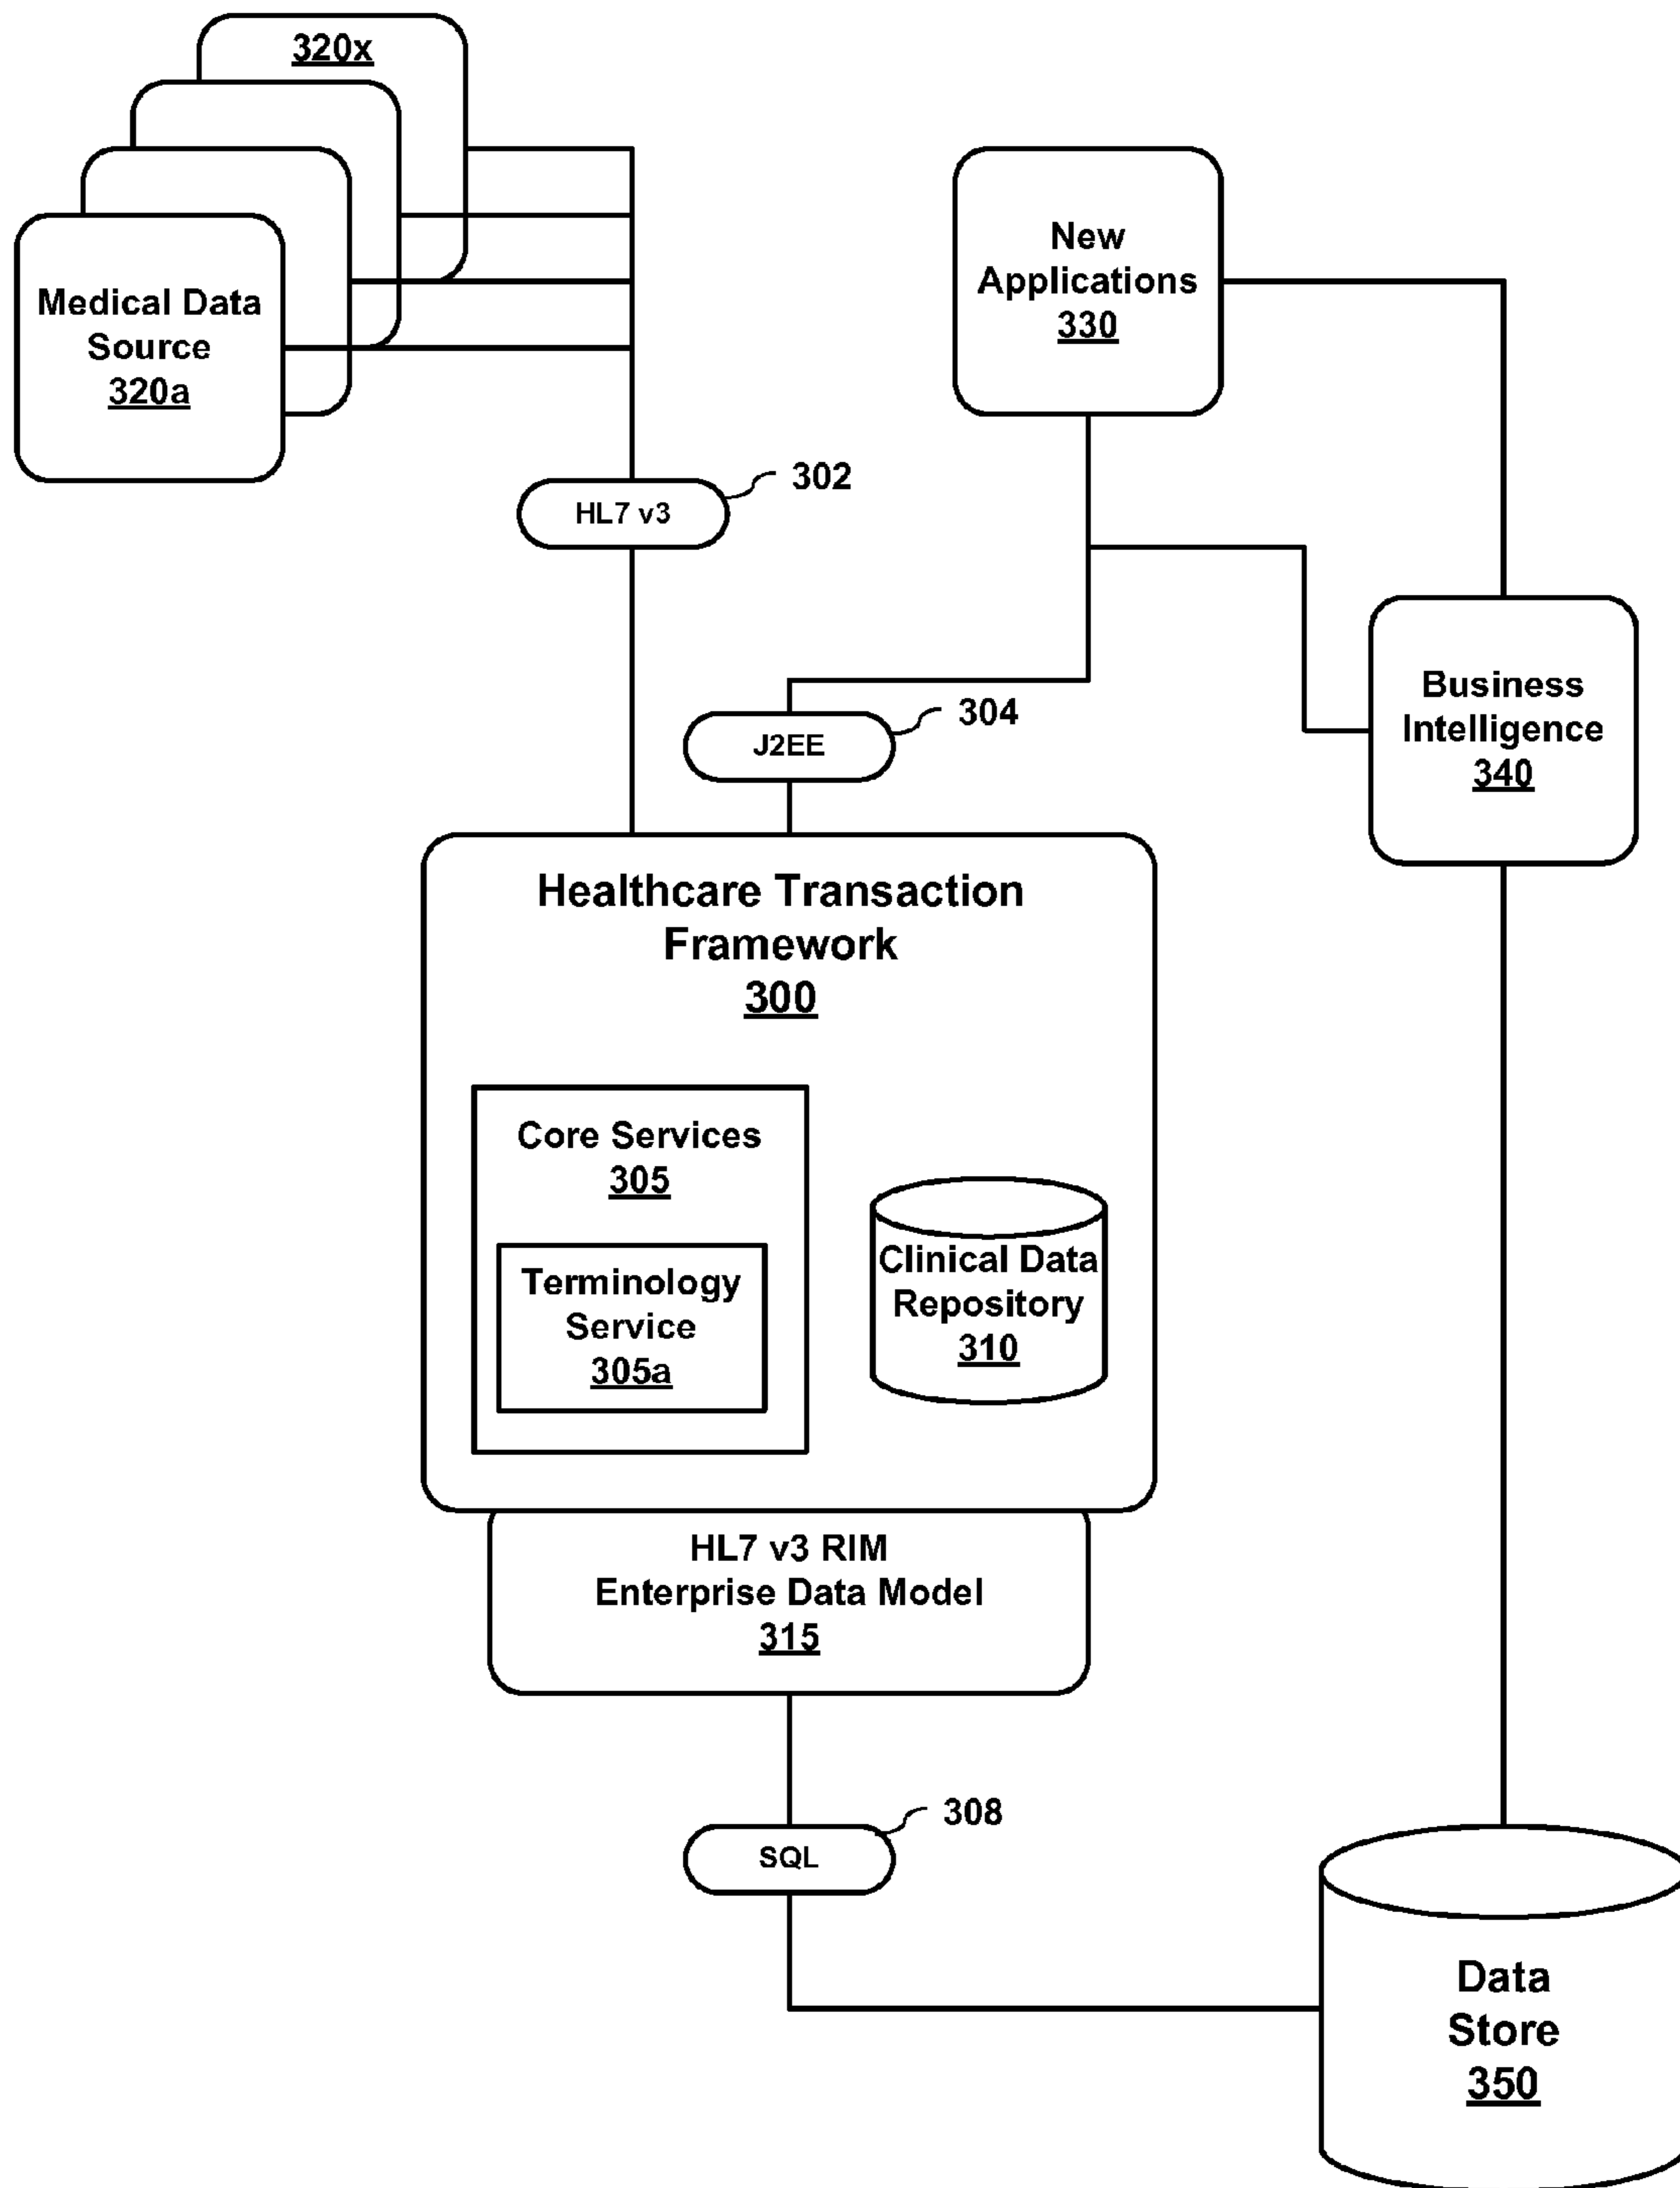 320x
Medical Data
Source
320a
New
Applications
330
302
HL7 v3
Business
Intelligence
340
304
J2EE
Healthcare Transaction
Framework
300
Core Services
305
Terminology
Service
305a
Clinical Data
Repository
310
HL7 v3 RIM
Enterprise Data Model
315
308
SQL
Data
Store
350